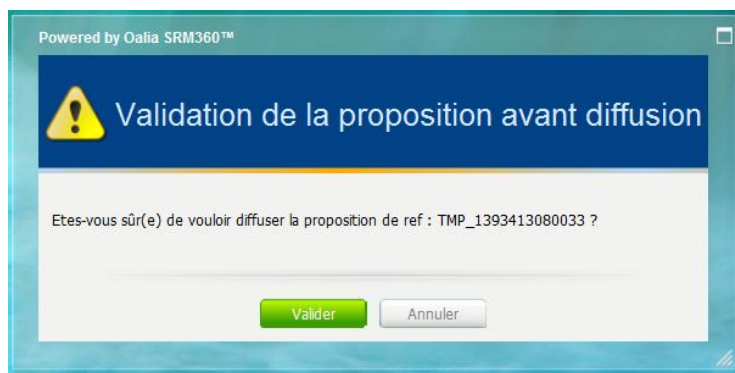 Powered by Oalia SRM360™
Validation de la proposition avant diffusion
Etes-vous sûr(e) de vouloir diffuser la proposition de ref : TMP_1393413080033 ?
Valider Annuler